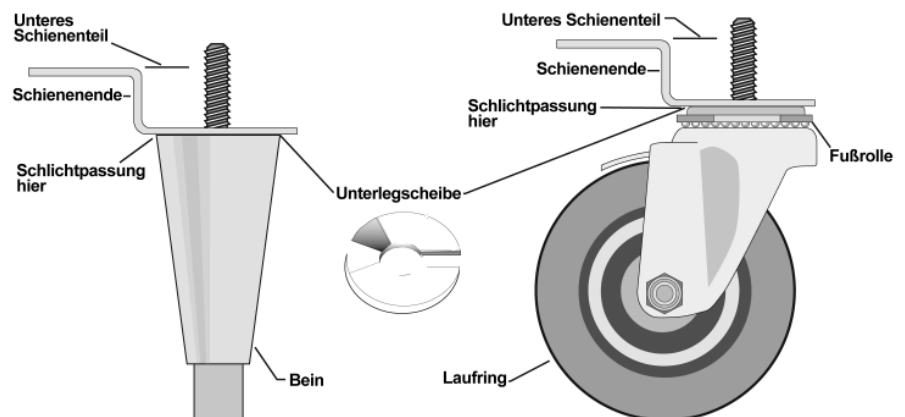 Unteres
Schienenteil
Schienenende
Schlichtpassung
hier
Unterlegscheibe
Bein
Unteres Schienenteil
Schienenende
Schlichtpassung
hier
Fußrolle
Laufring